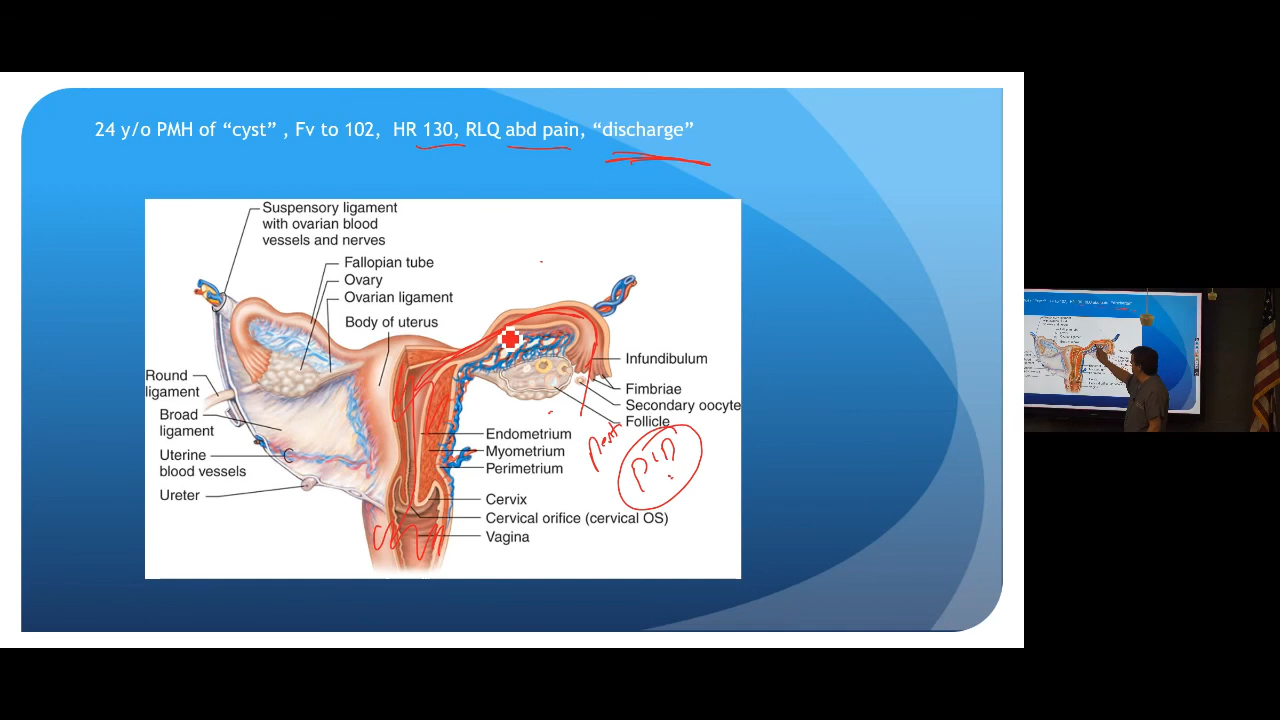 24 y/o PMH of “cyst” , Fv to 102, HR 130, RLQ abd pain, “discharge”
Suspensory ligament
with ovarian blood
vessels and nerves
Fallopian tube
Ovary
Ovarian ligament
Body of uterus
Round
ligament
Broad
ligament
Uterine
blood vessels
Ureter
Infundibulum
Fimbriae
Secondary oocyte
Follicle
Endometrium
Myometrium
Perimetrium
Cervix
Cervical orifice (cervical OS)
Vagina
PID